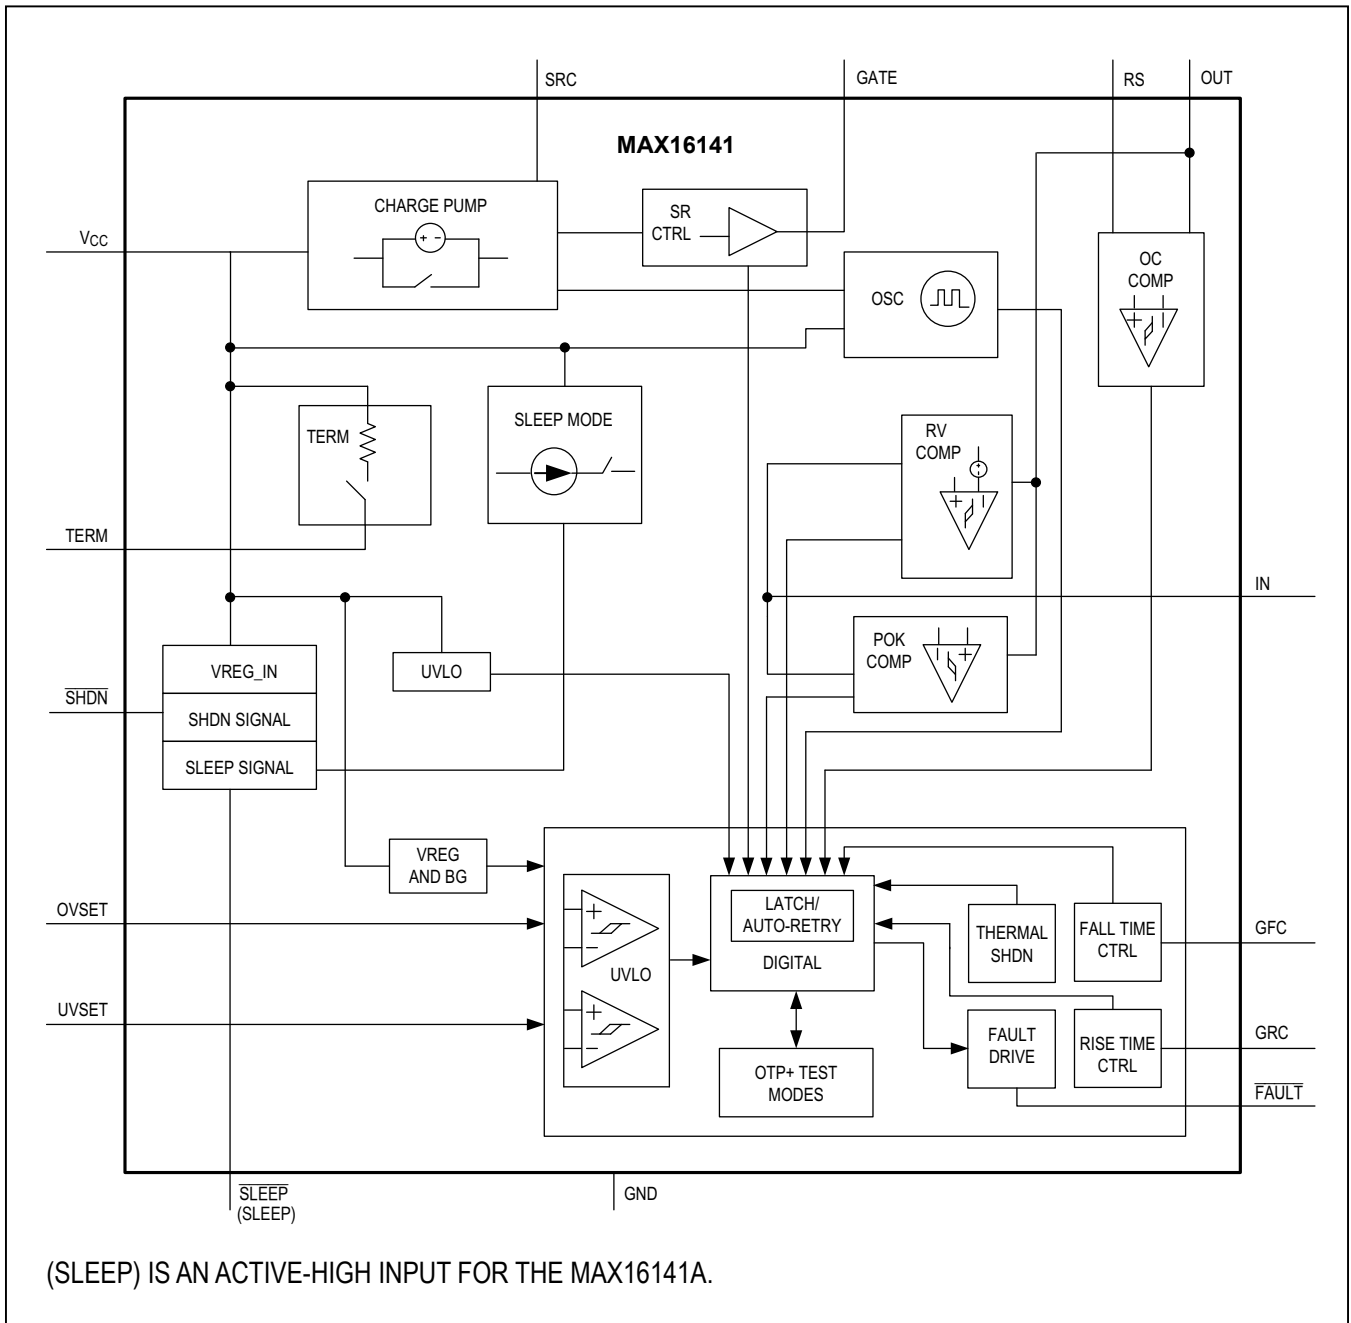 SRC
GATE
RS
OUT
MAX16141
CHARGE PUMP
+ -
SR
CTRL
VCC
OC
COMP
+ -
OSC
TERM
SLEEP MODE
RV
COMP
+ -
TERM
IN
POK
COMP
- +
VREG_IN
UVLO
SHDN
SHDN SIGNAL
SLEEP SIGNAL
VREG
AND BG
LATCH/
AUTO-RETRY
DIGITAL
OVSET
+
-
UVLO
THERMAL
SHDN
FALL TIME
CTRL
GFC
UVSET
+
-
OTP+ TEST
MODES
FAULT
DRIVE
RISE TIME
CTRL
GRC
FAULT
SLEEP
(SLEEP)
GND
(SLEEP) IS AN ACTIVE-HIGH INPUT FOR THE MAX16141A.